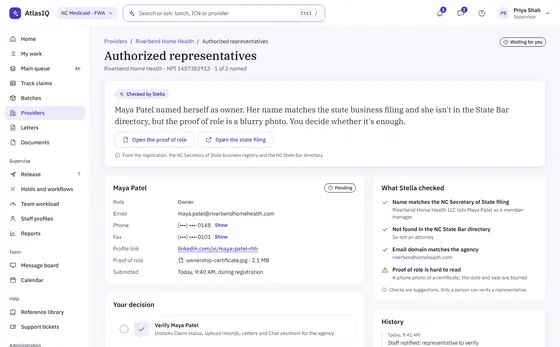 AtlasIQ
NC Medicaid - FWA
Search or ask: batch, ICN or provider
Ctrl /
3
2
PS
Priya Shah
Supervisor
Home
My work
Main queue 46
Track claims
Batches
Providers
Letters
Documents
Supervise
Release 7
Holds and workflows
Team workload
Staff profiles
Reports
Team
Message board
Calendar
Help
Reference library
Support tickets
Administration
Providers / Riverbend Home Health / Authorized representatives
Authorized representatives
Riverbend Home Health · NPI 1457382913 · 1 of 2 named
Waiting for you
Checked by Stella
Maya Patel named herself as owner. Her name matches the state business filing and she isn't in the State Bar
directory, but the proof of role is a blurry photo. You decide whether it's enough.
Open the proof of role
Open the state filing
From the registration, the NC Secretary of State business registry and the NC State Bar directory
Maya Patel
Pending
Role Owner
Email maya.patel@riverbendhomehealth.com
Phone (•••) •••-0148 Show
Fax (•••) •••-0101 Show
Profile link linkedin.com/in/maya-patel-rhh
Proof of role ownership-certificate.jpg · 2.1 MB
Submitted Today, 9:40 AM, during registration
Your decision
Verify Maya Patel
Unlocks Claim status, Upload records, Letters and Chat assistant for the agency
What Stella checked
Name matches the NC Secretary of State filing
Riverbend Home Health LLC lists Maya Patel as a member-
manager
Not found in the NC State Bar directory
So not an attorney
Email domain matches the agency
riverbendhomehealth.com
Proof of role is hard to read
A phone photo of a certificate, the date and seal are blurred
Checks are suggestions. Only a person can verify a representative.
History
Today, 9:41 AM
Staff notified: representative to verify